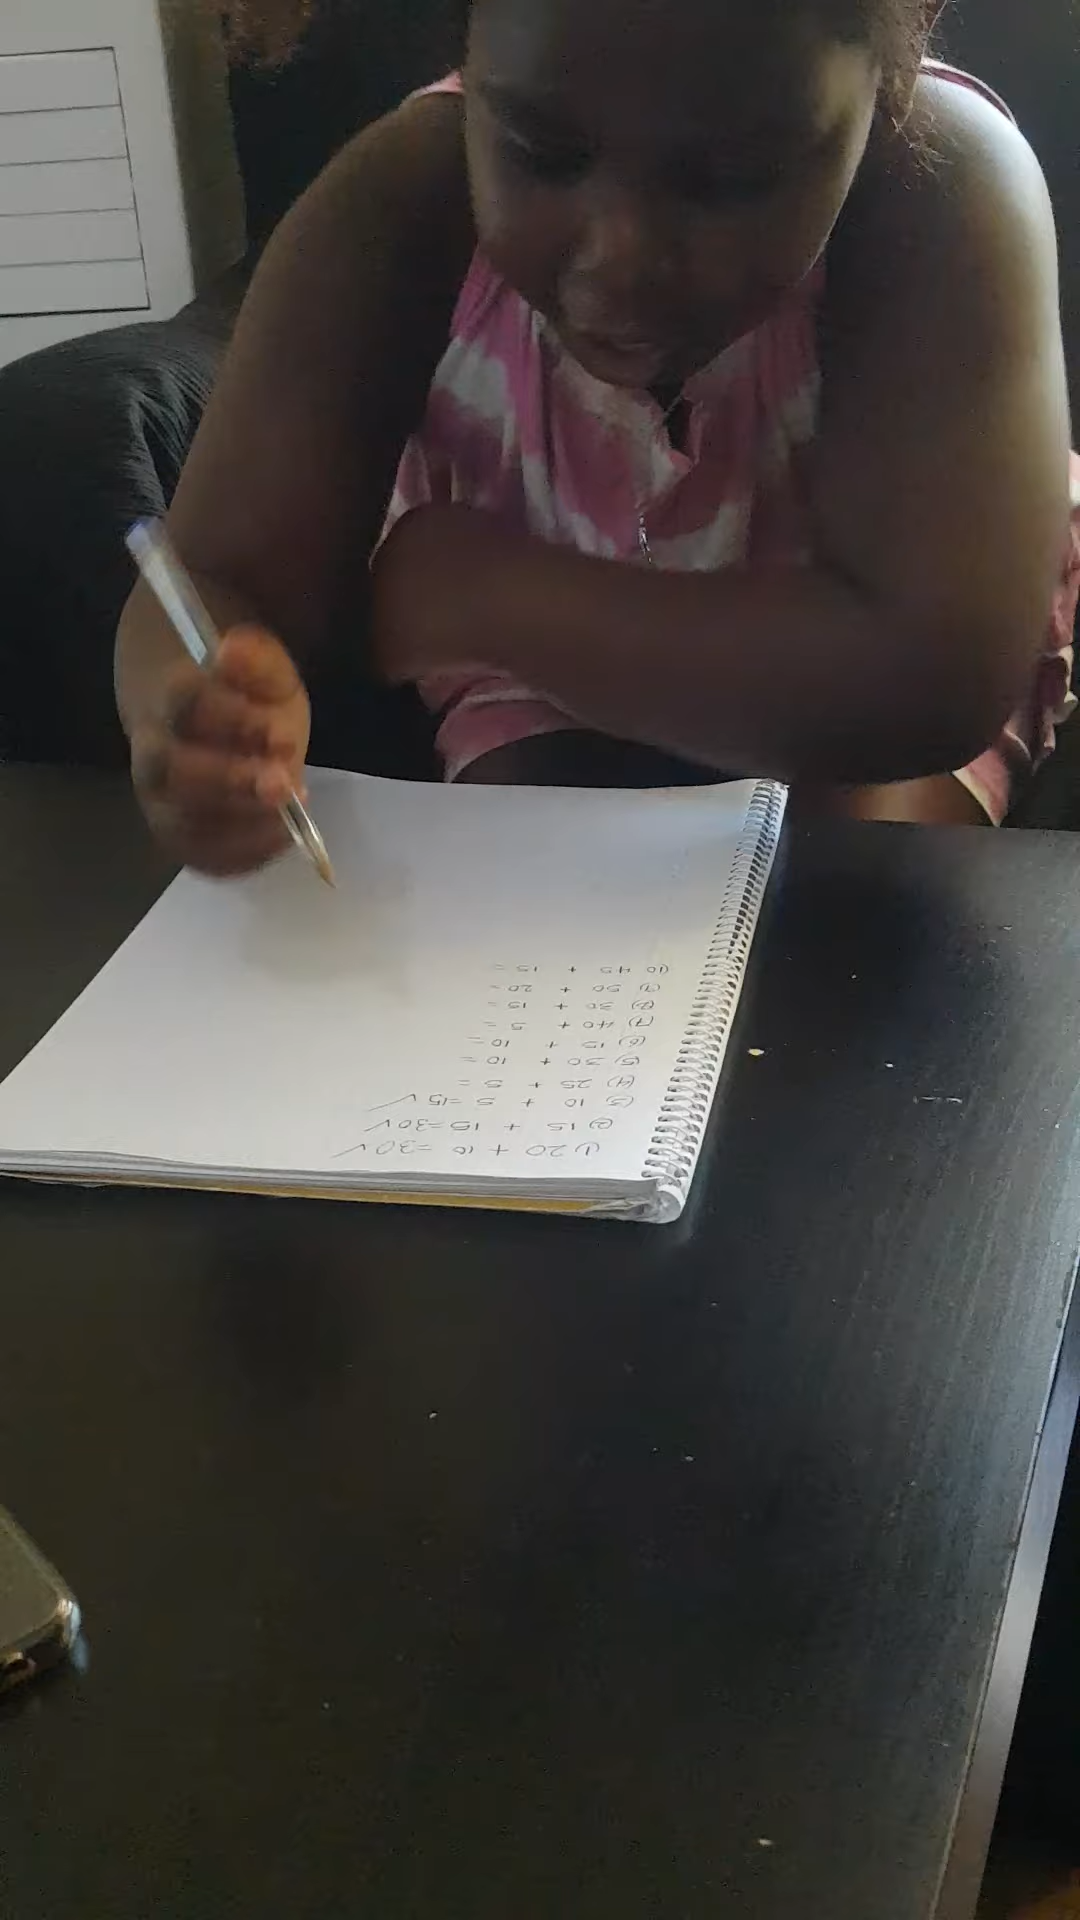 1) 20 + 10 = 30 ✓
2) 15 + 15 = 30 ✓
3) 10 + 5 = 15 ✓
4) 25 + 5 =
5) 30 + 10 =
6) 15 + 10 =
7) 40 + 5 =
8) 30 + 15 =
9) 50 + 20 =
10) 45 + 15 =